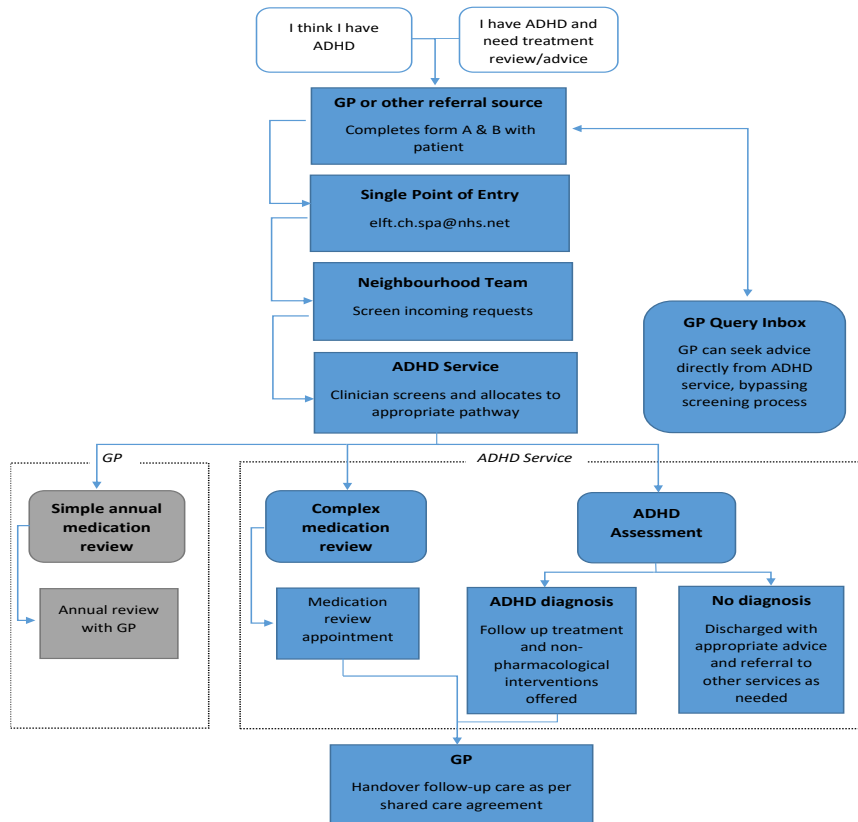 I think I have
ADHD
I have ADHD and
need treatment
review/advice
GP or other referral source
Completes form A & B with
patient
Single Point of Entry
elft.ch.spa@nhs.net
Neighbourhood Team
Screen incoming requests
GP Query Inbox
GP can seek advice
directly from ADHD
service, bypassing
screening process
ADHD Service
Clinician screens and allocates to
appropriate pathway
GP
ADHD Service
Simple annual
medication
review
Complex
medication
review
ADHD
Assessment
Annual review
with GP
Medication
review
appointment
ADHD diagnosis
Follow up treatment
and non-
pharmacological
interventions
offered
No diagnosis
Discharged with
appropriate advice
and referral to
other services as
needed
GP
Handover follow-up care as per
shared care agreement